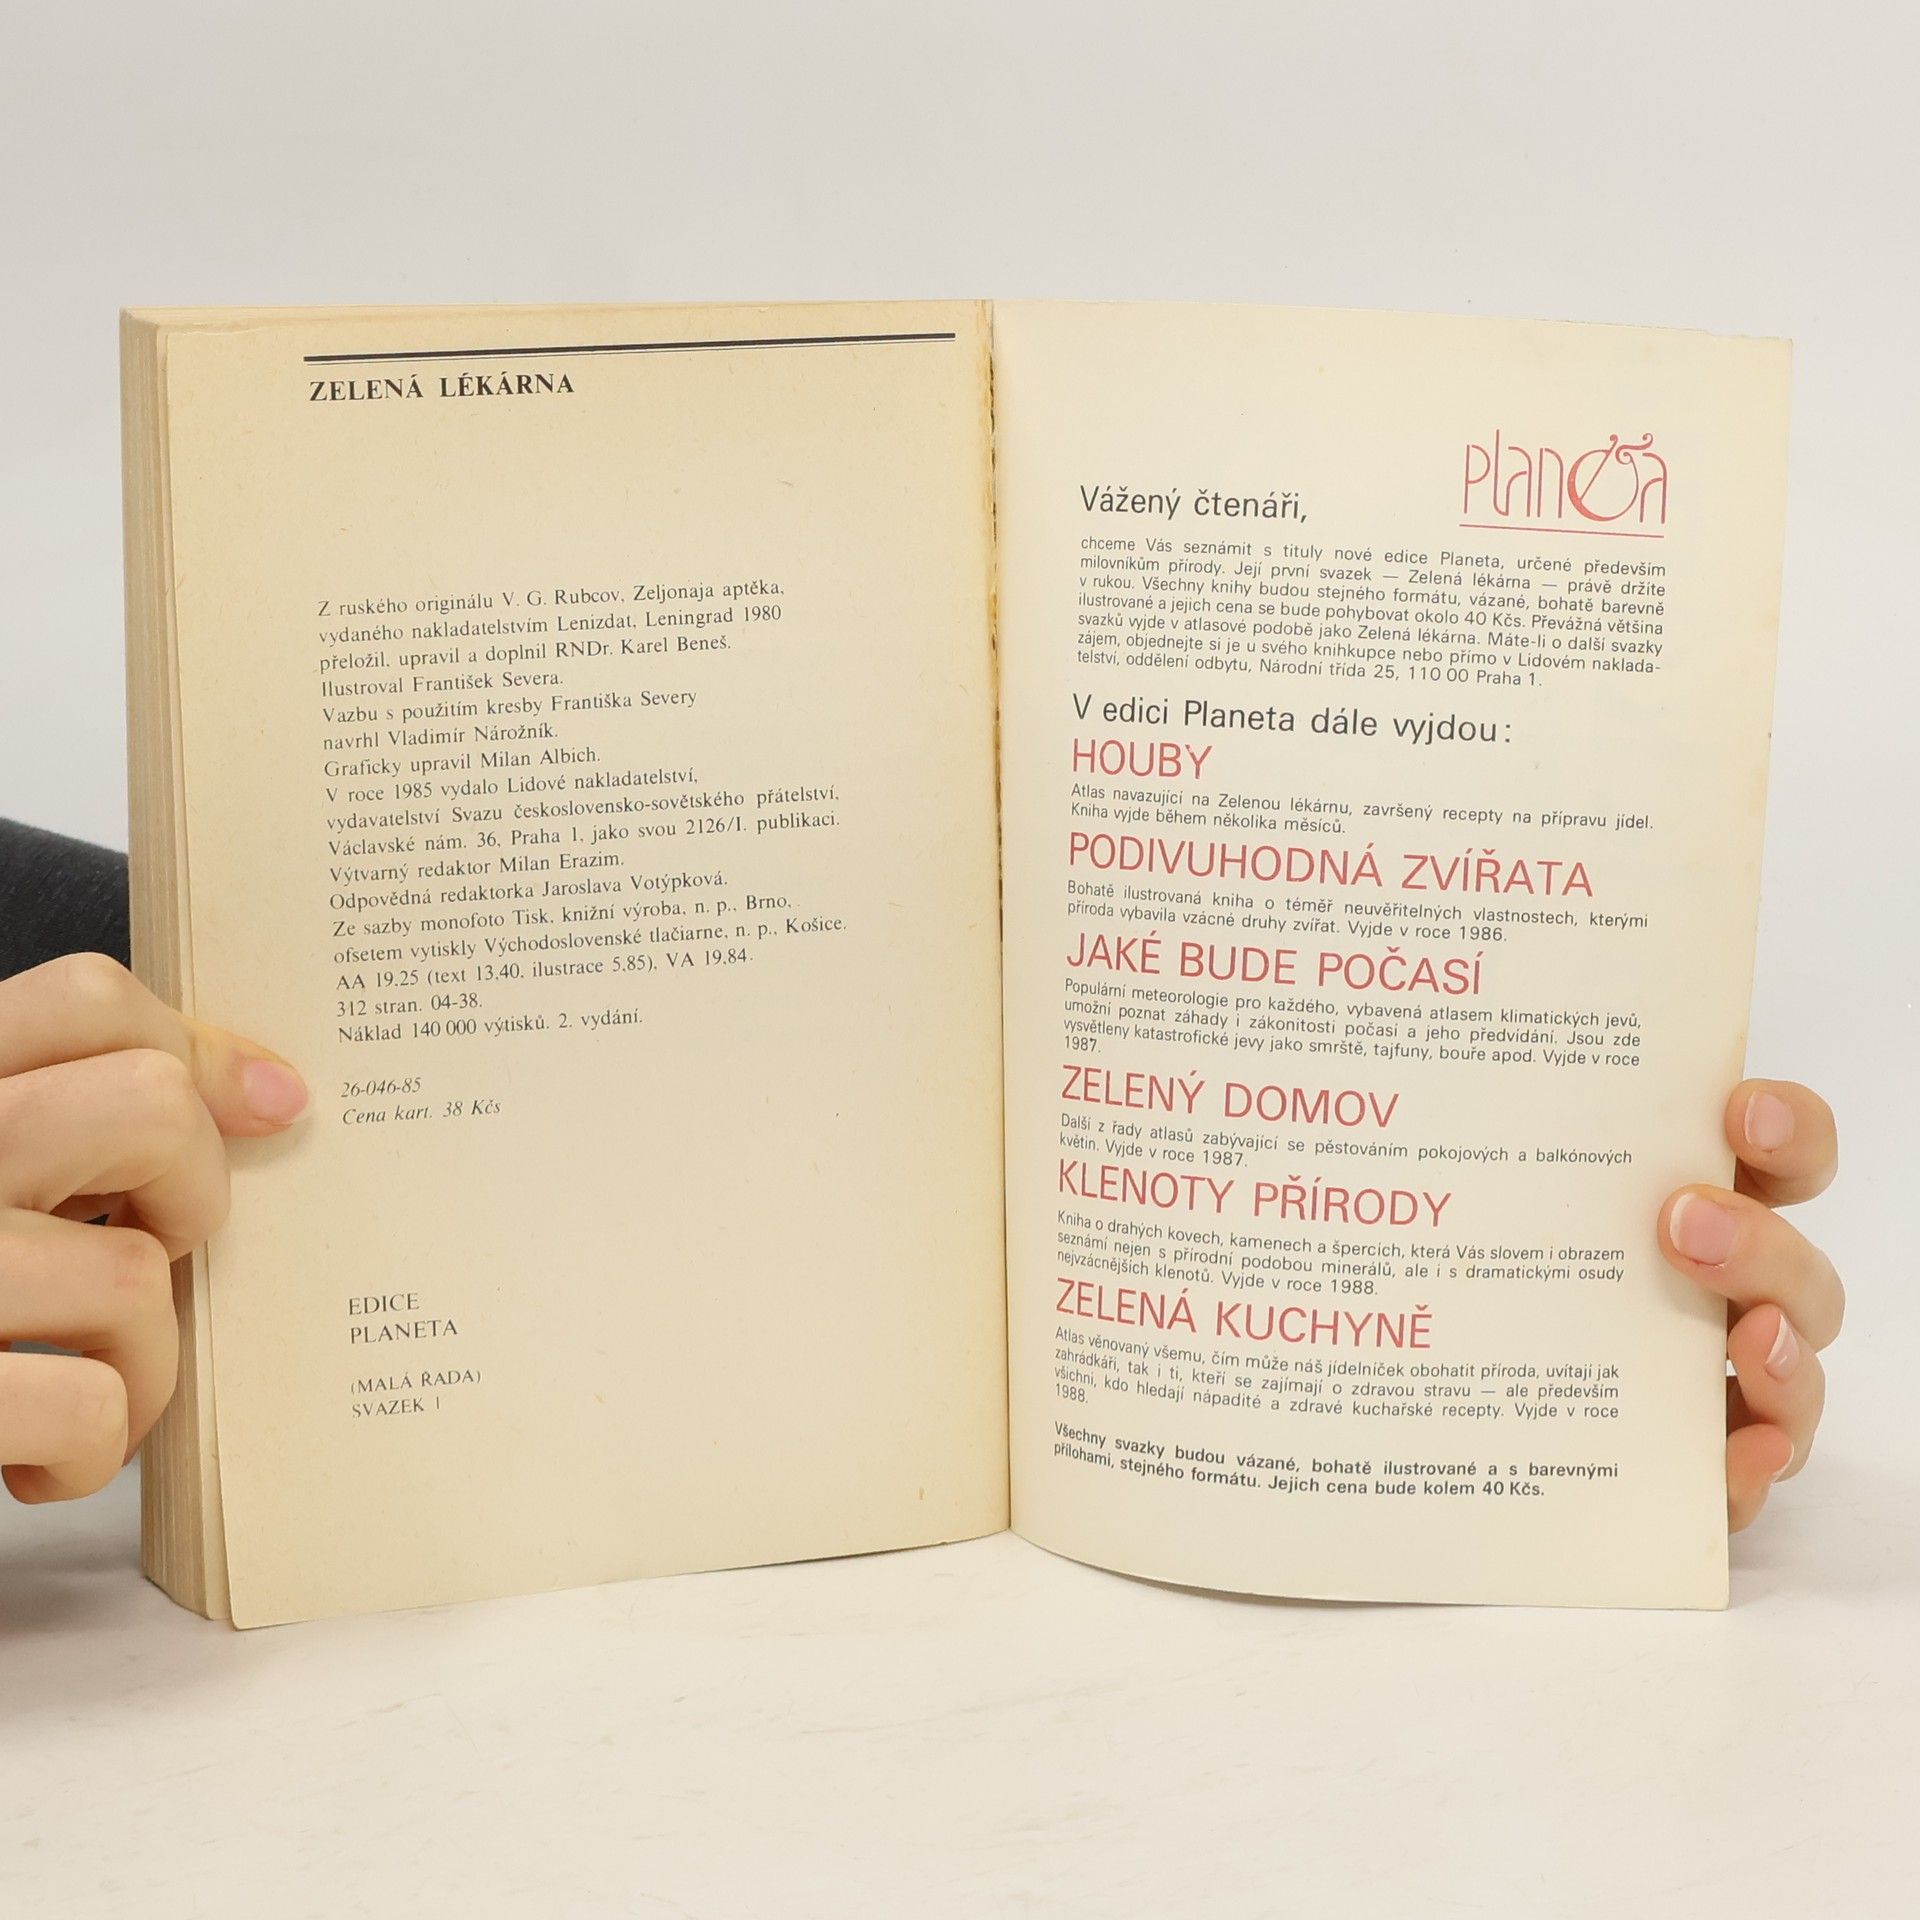 ZELENÁ LÉKÁRNA
Z ruského originálu V. G. Rubcov, Zeljonaja aptěka,
vydaného nakladatelstvím Lenizdat, Leningrad 1980
přeložil, upravil a doplnil RNDr. Karel Beneš.
Ilustroval František Severa.
Vazbu s použitím kresby Františka Severy
navrhl Vladimír Nárožník.
Graficky upravil Milan Albich.
V roce 1985 vydalo Lidové nakladatelství,
vydavatelství Svazu československo-sovětského přátelství,
Václavské nám. 36, Praha 1, jako svou 2126/I. publikaci.
Výtvarný redaktor Milan Erazim.
Odpovědná redaktorka Jaroslava Votýpková.
Ze sazby monofoto Tisk, knižní výroba, n. p., Brno,
ofsetem vytiskly Východoslovenské tlačiarne, n. p., Košice.
AA 19,25 (text 13,40, ilustrace 5,85), VA 19,84.
312 stran. 04-38.
Náklad 140 000 výtisků. 2. vydání.
26-046-85
Cena kart. 38 Kčs
EDICE
PLANETA
(MALÁ ŘADA)
SVAZEK 1
planeta
Vážený čtenáři,
chceme Vás seznámit s tituly nové edice Planeta, určené především
milovníkům přírody. Její první svazek — Zelená lékárna — právě držíte
v rukou. Všechny knihy budou stejného formátu, vázané, bohatě barevně
ilustrované a jejich cena se bude pohybovat okolo 40 Kčs. Převážná většina
svazků vyjde v atlasové podobě jako Zelená lékárna. Máte-li o další svazky
zájem, objednejte si je u svého knihkupce nebo přímo v Lidovém naklada-
telství, oddělení odbytu, Národní třída 25, 110 00 Praha 1.
V edici Planeta dále vyjdou:
HOUBY
Atlas navazující na Zelenou lékárnu, završený recepty na přípravu jídel.
Kniha vyjde během několika měsíců.
PODIVUHODNÁ ZVÍŘATA
Bohatě ilustrovaná kniha o téměř neuvěřitelných vlastnostech, kterými
příroda vybavila vzácné druhy zvířat. Vyjde v roce 1986.
JAKÉ BUDE POČASÍ
Populární meteorologie pro každého, vybavená atlasem klimatických jevů,
umožní poznat záhady i zákonitosti počasí a jeho předvídání. Jsou zde
vysvětleny katastrofické jevy jako smrště, tajfuny, bouře apod. Vyjde v roce
1987.
ZELENÝ DOMOV
Další z řady atlasů zabývající se pěstováním pokojových a balkónových
květin. Vyjde v roce 1987.
KLENOTY PŘÍRODY
Kniha o drahých kovech, kamenech a špercích, která Vás slovem i obrazem
seznámí nejen s přírodní podobou minerálů, ale i s dramatickými osudy
nejvzácnějších klenotů. Vyjde v roce 1988.
ZELENÁ KUCHYNĚ
Atlas věnovaný všemu, čím může náš jídelníček obohatit příroda, uvítají jak
zahrádkáři, tak i ti, kteří se zajímají o zdravou stravu — ale především
všichni, kdo hledají nápadité a zdravé kuchařské recepty. Vyjde v roce
1988.
Všechny svazky budou vázané, bohatě ilustrované a s barevnými
přílohami, stejného formátu. Jejich cena bude kolem 40 Kčs.